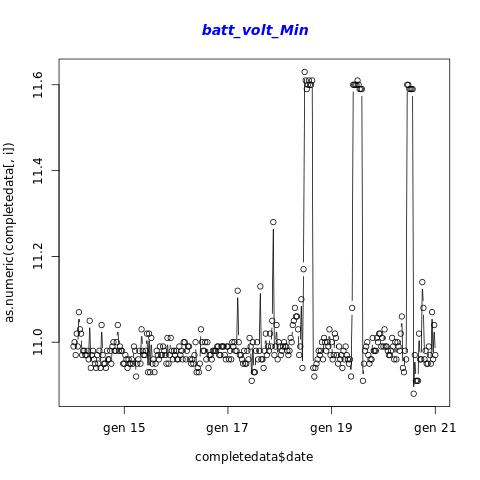 batt_volt_Min
as.numeric(completedata[, i])
11.6
11.4
11.2
11.0
gen 15
gen 17
gen 19
gen 21
completedata$date